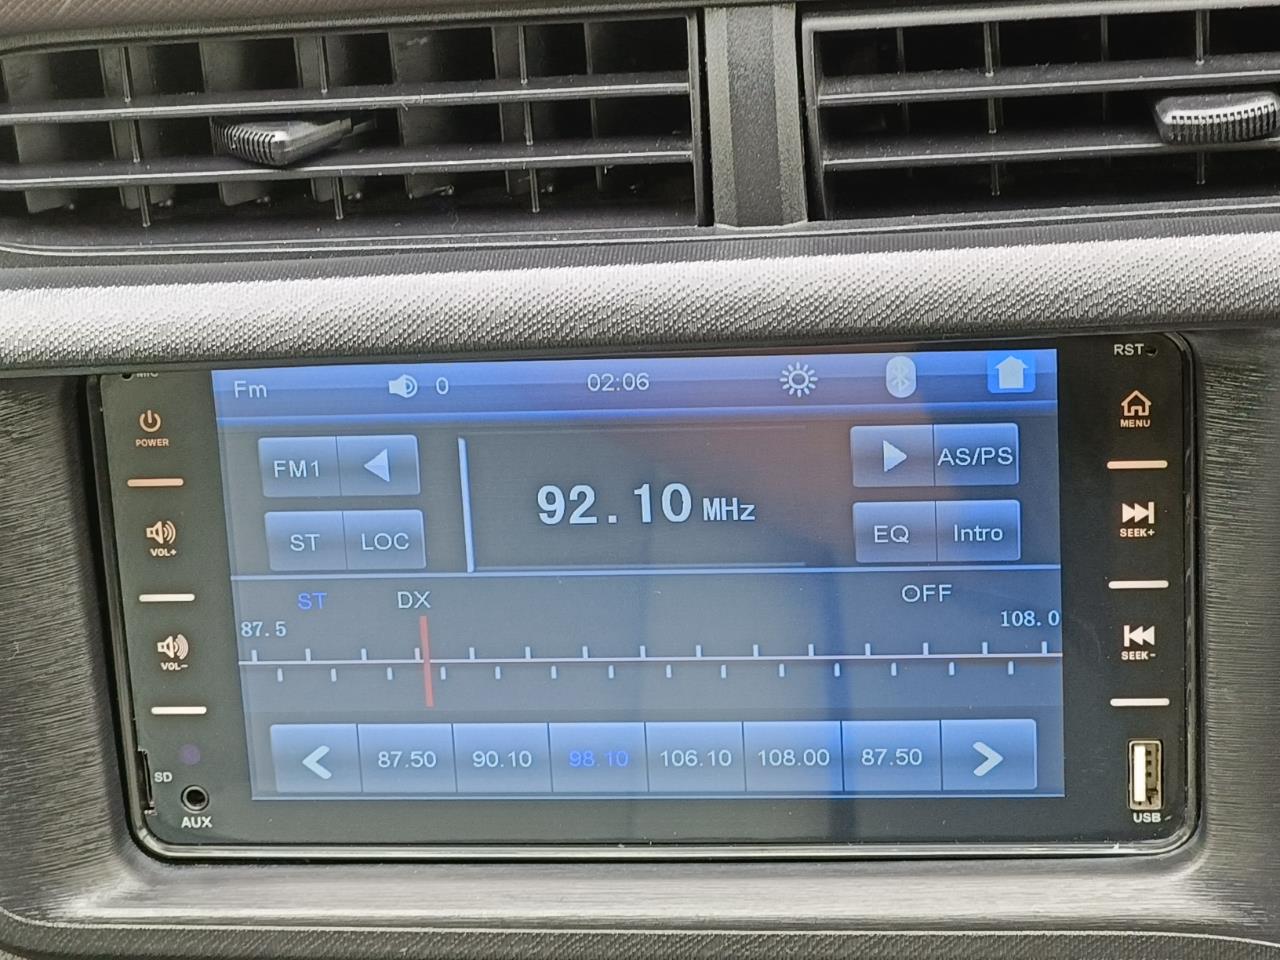 MIC
RST
Fm 0 02:06
POWER
MENU
FM1 AS/PS
92.10 MHz
ST LOC EQ Intro
VOL+
SEEK+
ST DX OFF
87.5 108.0
VOL-
SEEK-
87.50 90.10 98.10 106.10 108.00 87.50
SD
AUX
USB